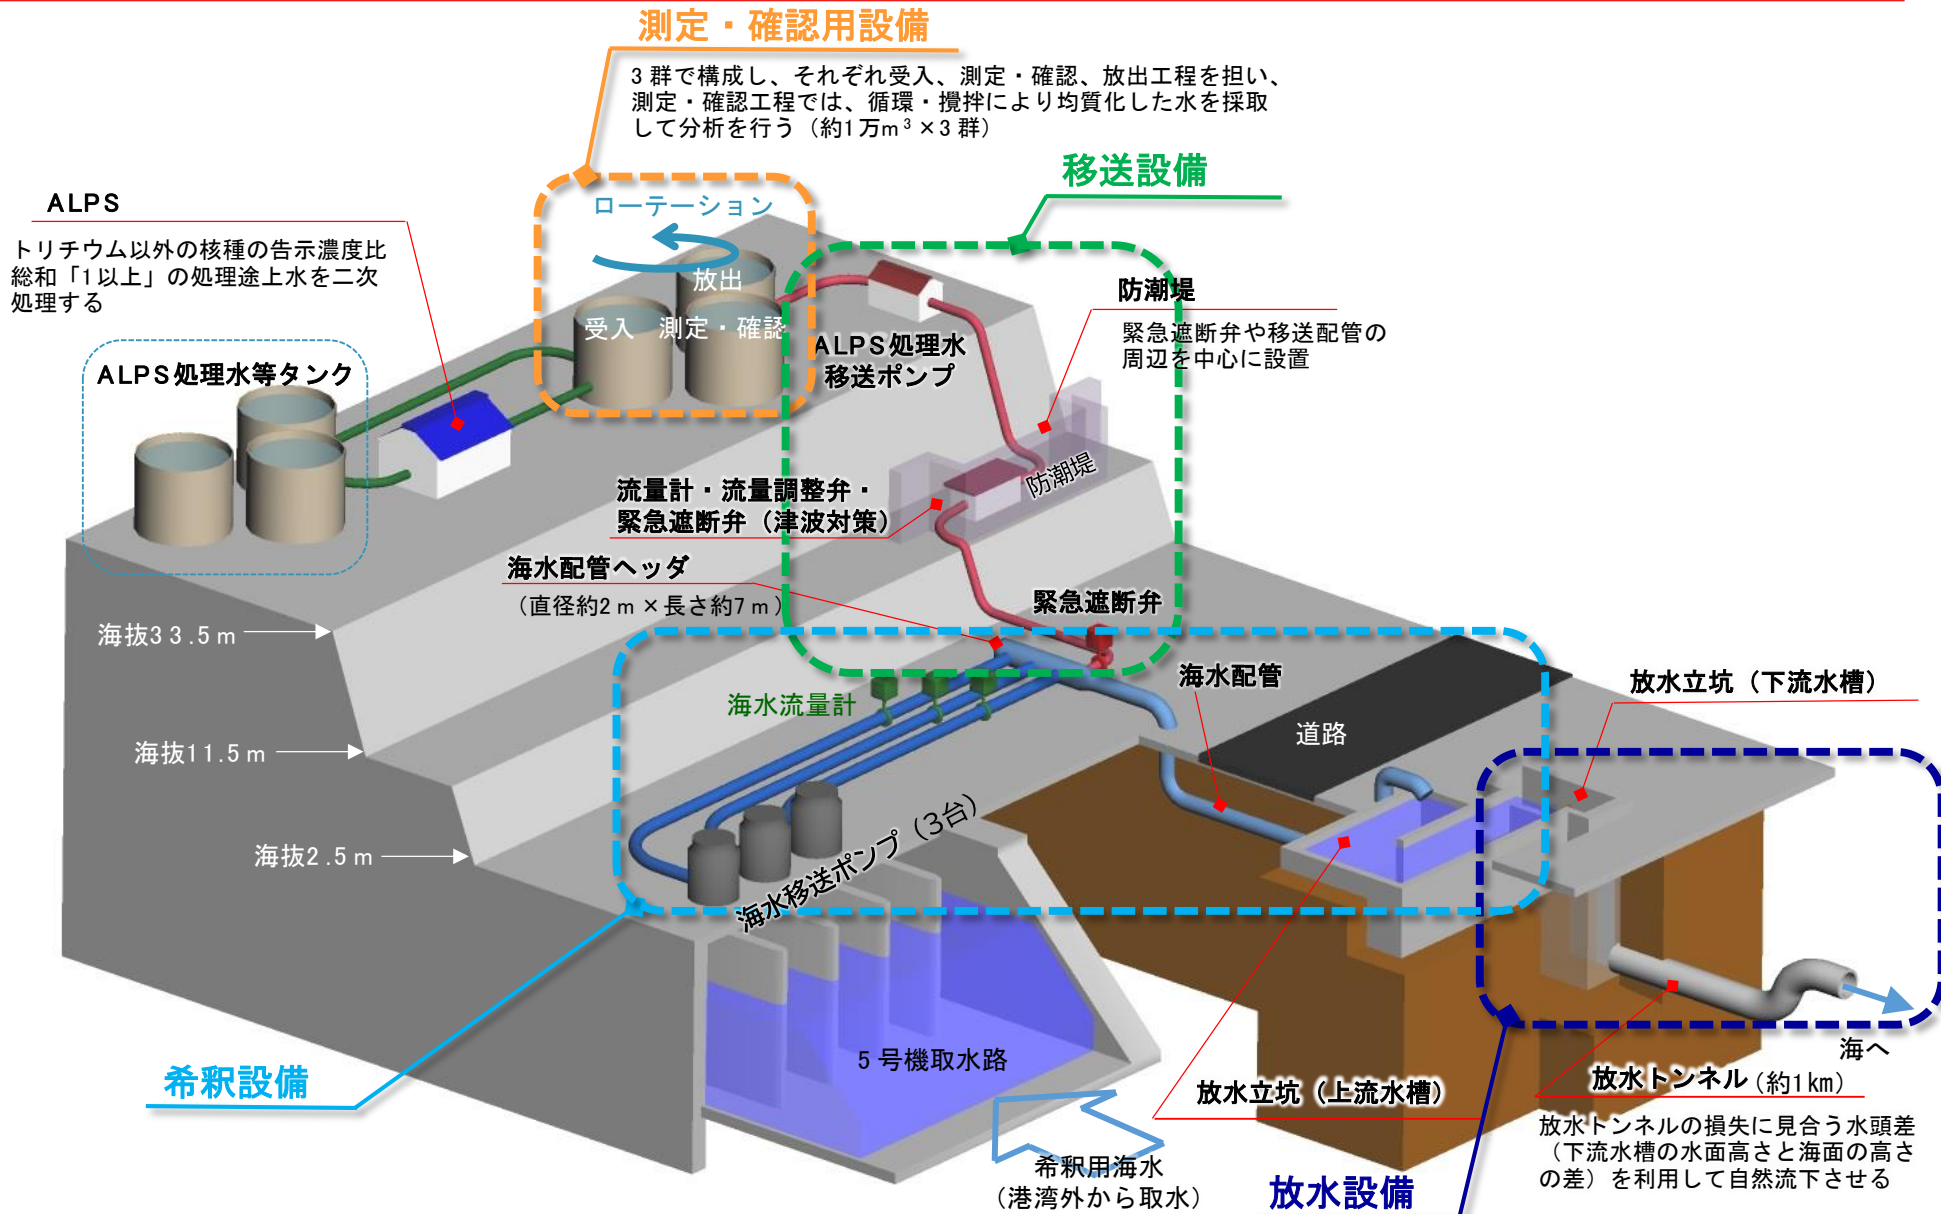 測定・確認用設備
3群で構成し、それぞれ受入、測定・確認、放出工程を担い、
測定・確認工程では、循環・攪拌により均質化した水を採取
して分析を行う（約1万m³×3群）
移送設備
ALPS
トリチウム以外の核種の告示濃度比
総和「1以上」の処理途上水を二次
処理する
ローテーション
放出
受入
測定・確認
防潮堤
緊急遮断弁や移送配管の
周辺を中心に設置
ALPS処理水等タンク
ALPS処理水
移送ポンプ
防潮堤
流量計・流量調整弁・
緊急遮断弁（津波対策）
海水配管ヘッダ
（直径約2m×長さ約7m）
緊急遮断弁
海抜33.5m
海水流量計
海水配管
放水立坑（下流水槽）
道路
海抜11.5m
海抜2.5m
海水移送ポンプ（3台）
5号機取水路
海へ
希釈設備
放水立坑（上流水槽）
放水トンネル（約1km）
放水トンネルの損失に見合う水頭差
（下流水槽の水面高さと海面の高さ
の差）を利用して自然流下させる
希釈用海水
（港湾外から取水）
放水設備